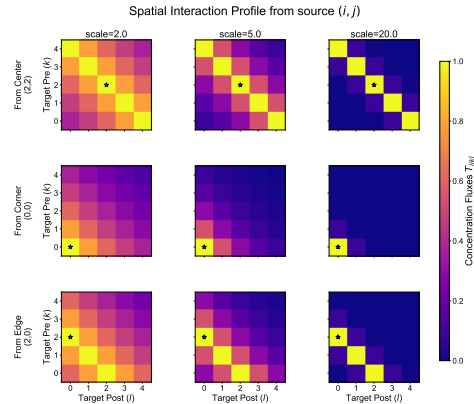 Spatial Interaction Profile from source (i, j)
scale=2.0
scale=5.0
scale=20.0
From Center
(2,2)
Target Pre (k)
4
3
2
1
0
From Corner
(0,0)
Target Pre (k)
4
3
2
1
0
From Edge
(2,0)
Target Pre (k)
4
3
2
1
0
0 1 2 3 4
0 1 2 3 4
0 1 2 3 4
Target Post (l)
Target Post (l)
Target Post (l)
1.0
0.8
0.6
0.4
0.2
0.0
Concentration Fluxes T_{ijkl}